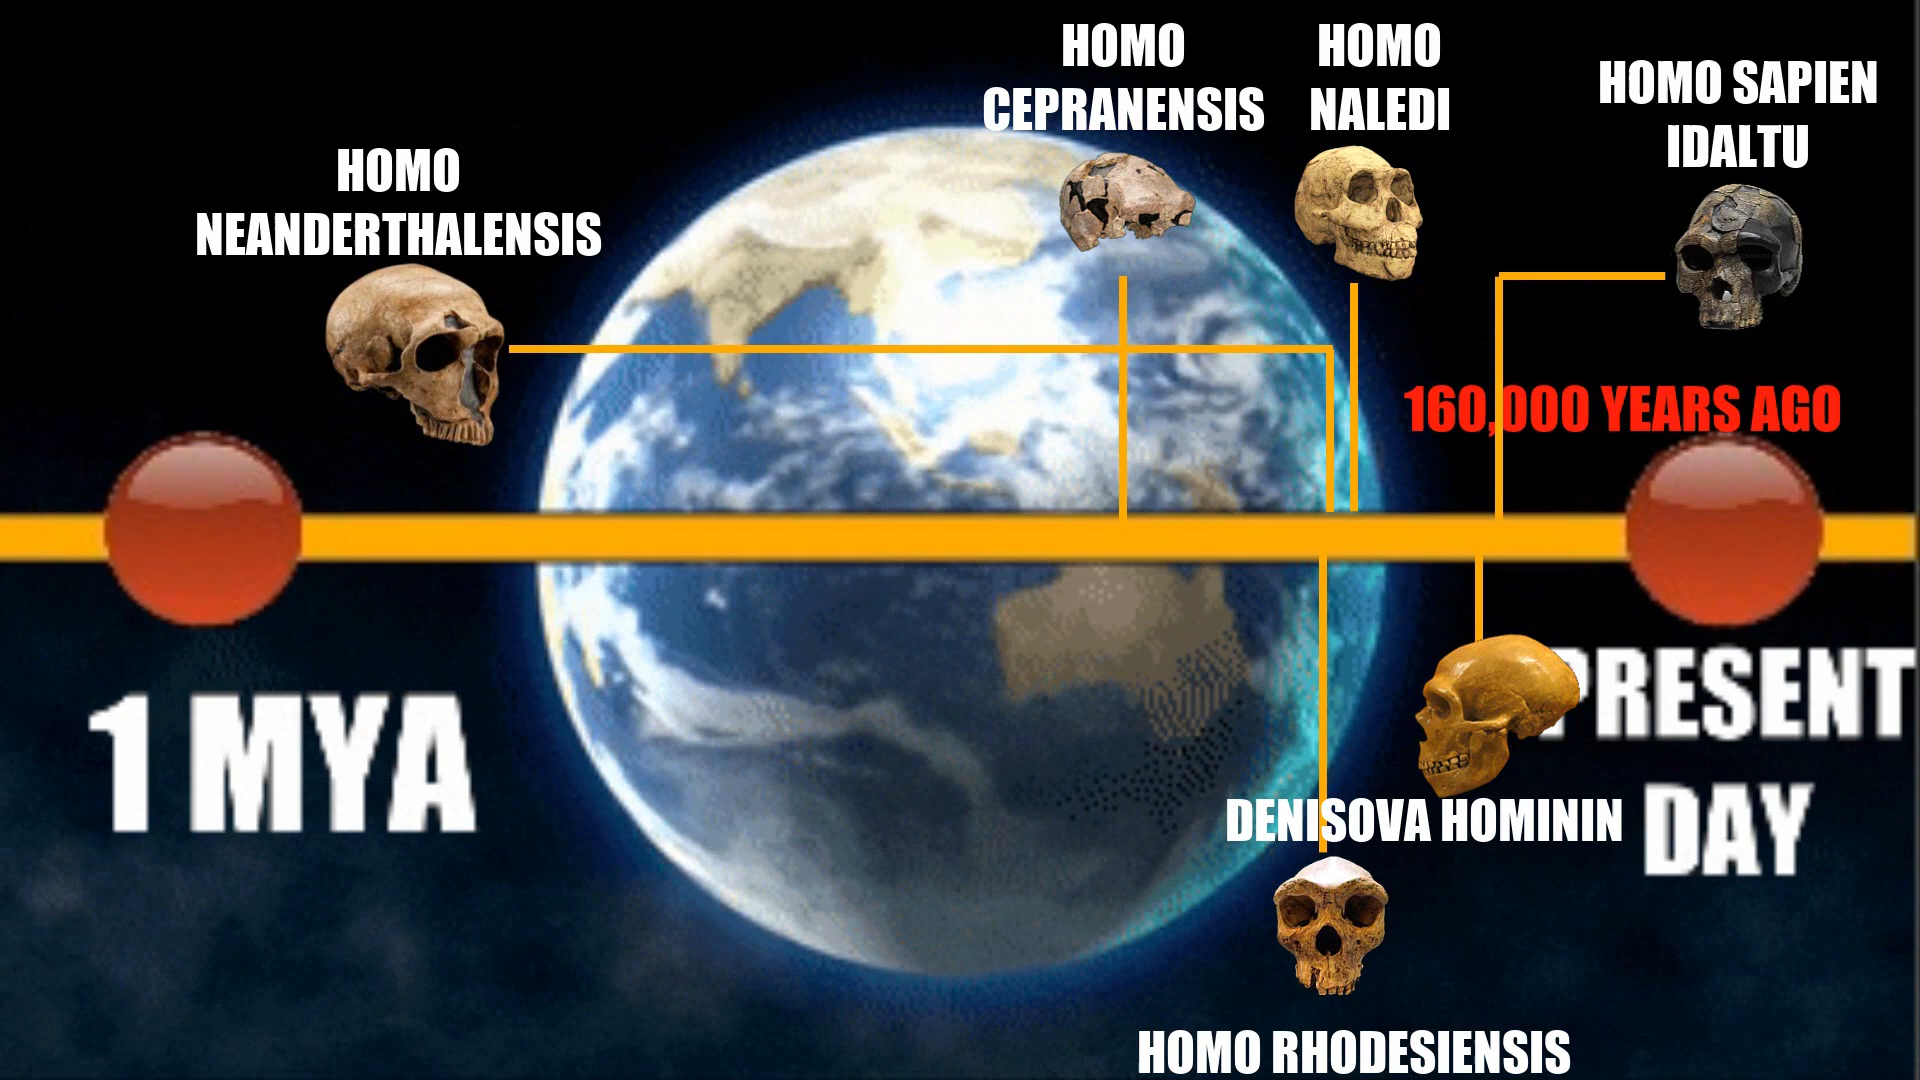 HOMO
CEPRANENSIS
HOMO
NALEDI
HOMO SAPIEN
IDALTU
HOMO
NEANDERTHALENSIS
160,000 YEARS AGO
1 MYA
PRESENT
DAY
DENISOVA HOMININ
HOMO RHODESIENSIS